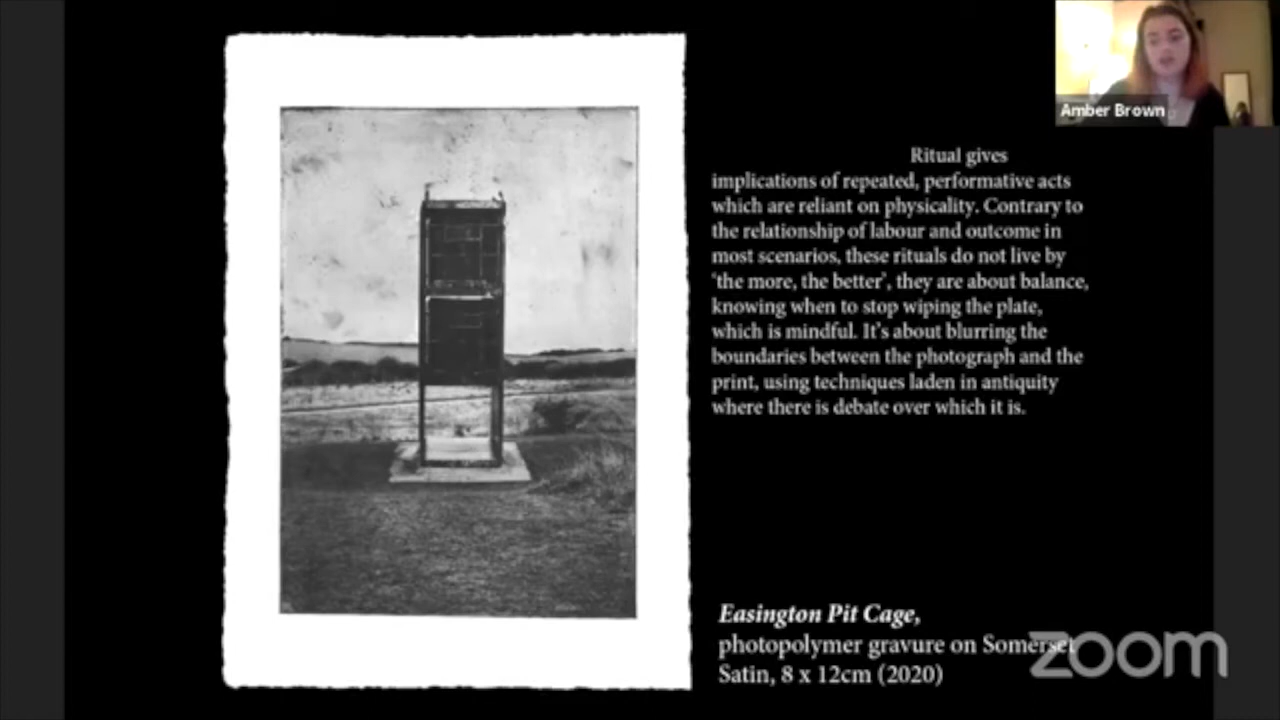 Amber Brown
Ritual gives
implications of repeated, performative acts
which are reliant on physicality. Contrary to
the relationship of labour and outcome in
most scenarios, these rituals do not live by
‘the more, the better’, they are about balance,
knowing when to stop wiping the plate,
which is mindful. It's about blurring the
boundaries between the photograph and the
print, using techniques laden in antiquity
where there is debate over which it is.
Easington Pit Cage,
photopolymer gravure on Somerset
Satin, 8 x 12cm (2020)
zoom